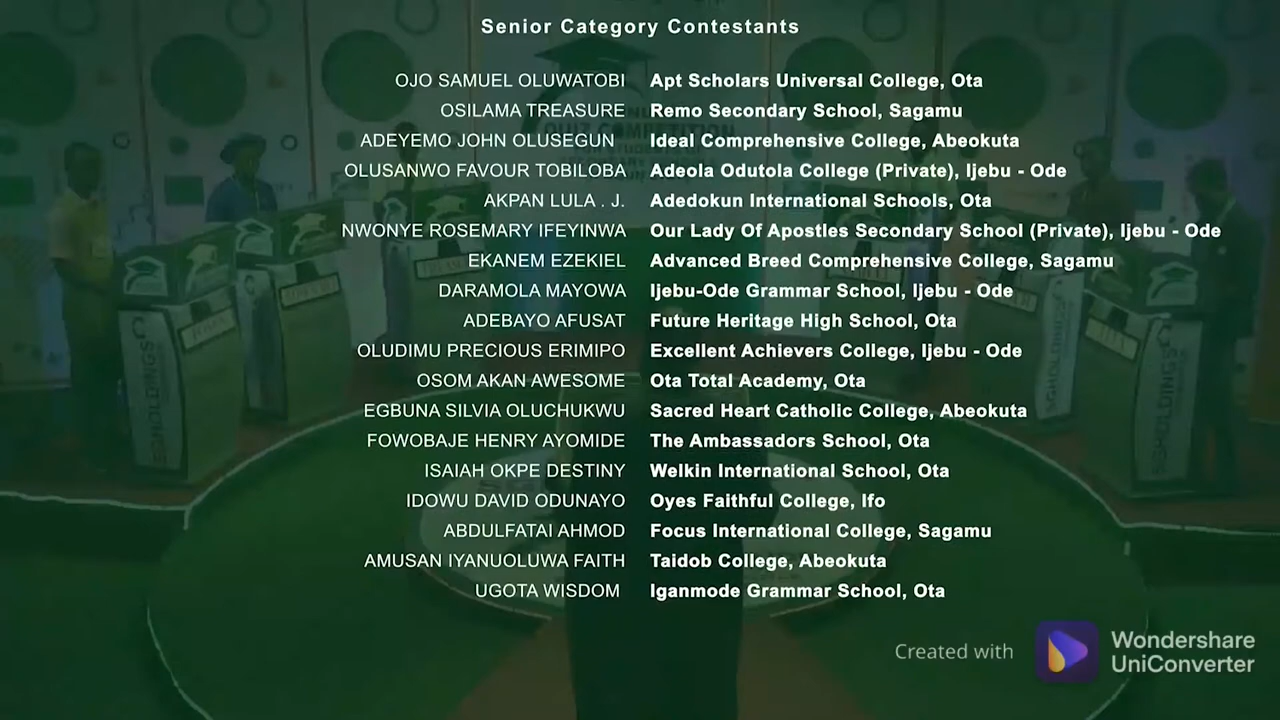 Senior Category Contestants
OJO SAMUEL OLUWATOBI Apt Scholars Universal College, Ota
OSILAMA TREASURE Remo Secondary School, Sagamu
ADEYEMO JOHN OLUSEGUN Ideal Comprehensive College, Abeokuta
OLUSANWO FAVOUR TOBILOBA Adeola Odutola College (Private), Ijebu - Ode
AKPAN LULA . J. Adedokun International Schools, Ota
NWONYE ROSEMARY IFEYINWA Our Lady Of Apostles Secondary School (Private), Ijebu - Ode
EKANEM EZEKIEL Advanced Breed Comprehensive College, Sagamu
DARAMOLA MAYOWA Ijebu-Ode Grammar School, Ijebu - Ode
ADEBAYO AFUSAT Future Heritage High School, Ota
OLUDIMU PRECIOUS ERIMIPO Excellent Achievers College, Ijebu - Ode
OSOM AKAN AWESOME Ota Total Academy, Ota
EGBUNA SILVIA OLUCHUKWU Sacred Heart Catholic College, Abeokuta
FOWOBAJE HENRY AYOMIDE The Ambassadors School, Ota
ISAIAH OKPE DESTINY Welkin International School, Ota
IDOWU DAVID ODUNAYO Oyes Faithful College, Ifo
ABDULFATAI AHMOD Focus International College, Sagamu
AMUSAN IYANUOLUWA FAITH Taidob College, Abeokuta
UGOTA WISDOM Iganmode Grammar School, Ota
Created with Wondershare
UniConverter